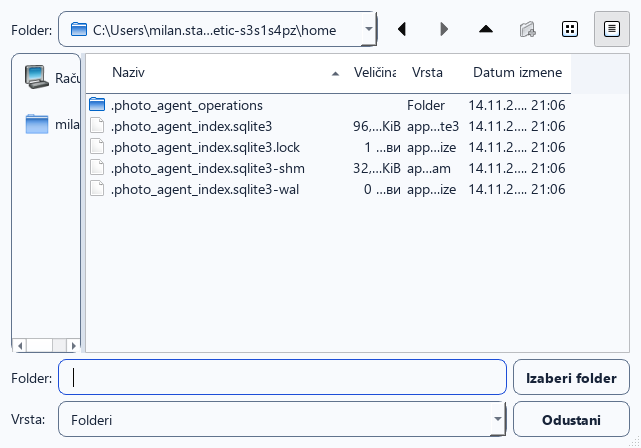 Folder: C:\Users\milan.sta...etic-s3s1s4pz\home
Raču
mila
Naziv Veličina Vrsta Datum izmene
.photo_agent_operations Folder 14.11.2.... 21:06
.photo_agent_index.sqlite3 96,...KiB app...te3 14.11.2.... 21:06
.photo_agent_index.sqlite3.lock 1 ...ви app...ize 14.11.2.... 21:06
.photo_agent_index.sqlite3-shm 32,...KiB ap...am 14.11.2.... 21:06
.photo_agent_index.sqlite3-wal 0 ...ви app...ize 14.11.2.... 21:06
Folder: Izaberi folder
Vrsta: Folderi Odustani